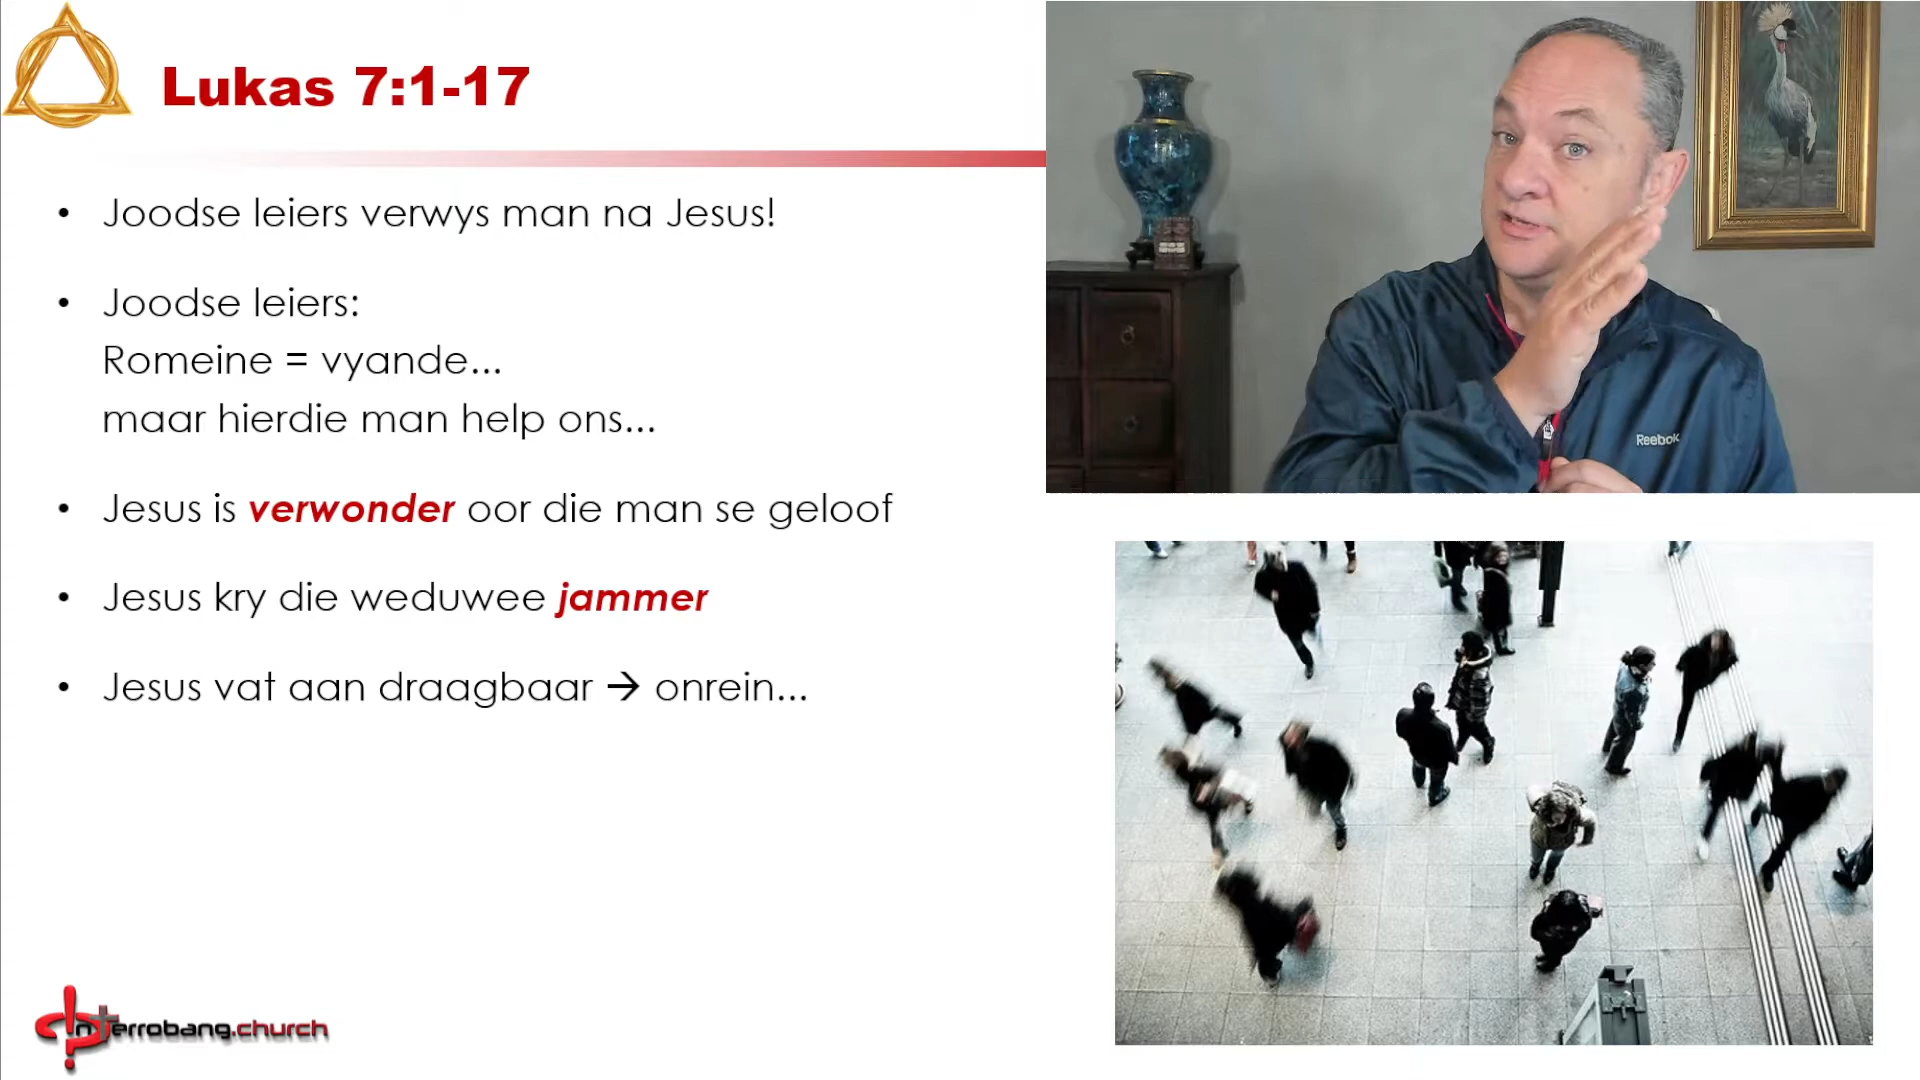 Lukas 7:1-17
• Joodse leiers verwys man na Jesus!
• Joodse leiers:
Romeine = vyande...
maar hierdie man help ons...
• Jesus is verwonder oor die man se geloof
• Jesus kry die weduwee jammer
• Jesus vat aan draagbaar → onrein...
Reebok
Interrobang.church